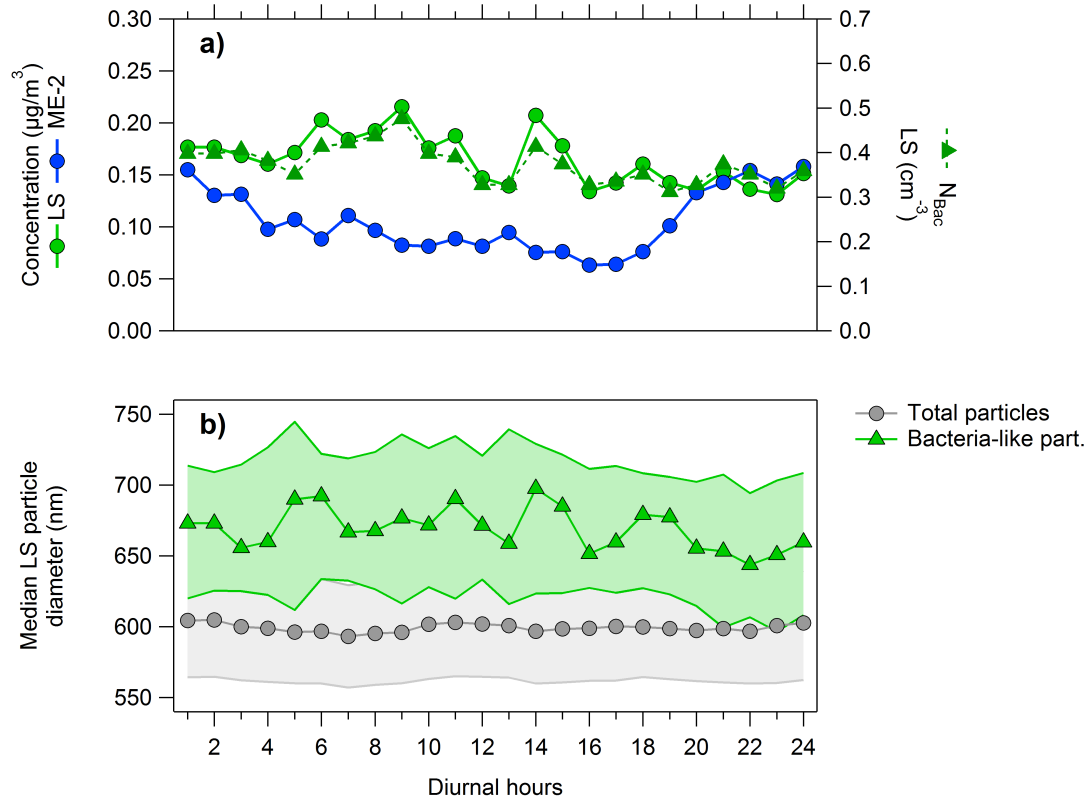 a)
0.30
0.25
0.20
0.15
0.10
0.05
0.00
Concentration (µg/m³)
LS ME-2
0.7
0.6
0.5
0.4
0.3
0.2
0.1
0.0
N_Bac
LS (cm⁻³)
b)
750
700
650
600
550
Median LS particle
diameter (nm)
Total particles
Bacteria-like part.
2 4 6 8 10 12 14 16 18 20 22 24
Diurnal hours